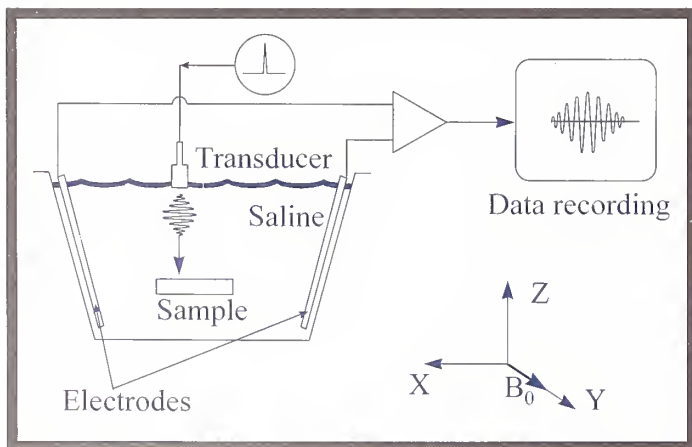 Transducer
Saline
Data recording
Sample
Electrodes
Z
X
B₀
Y